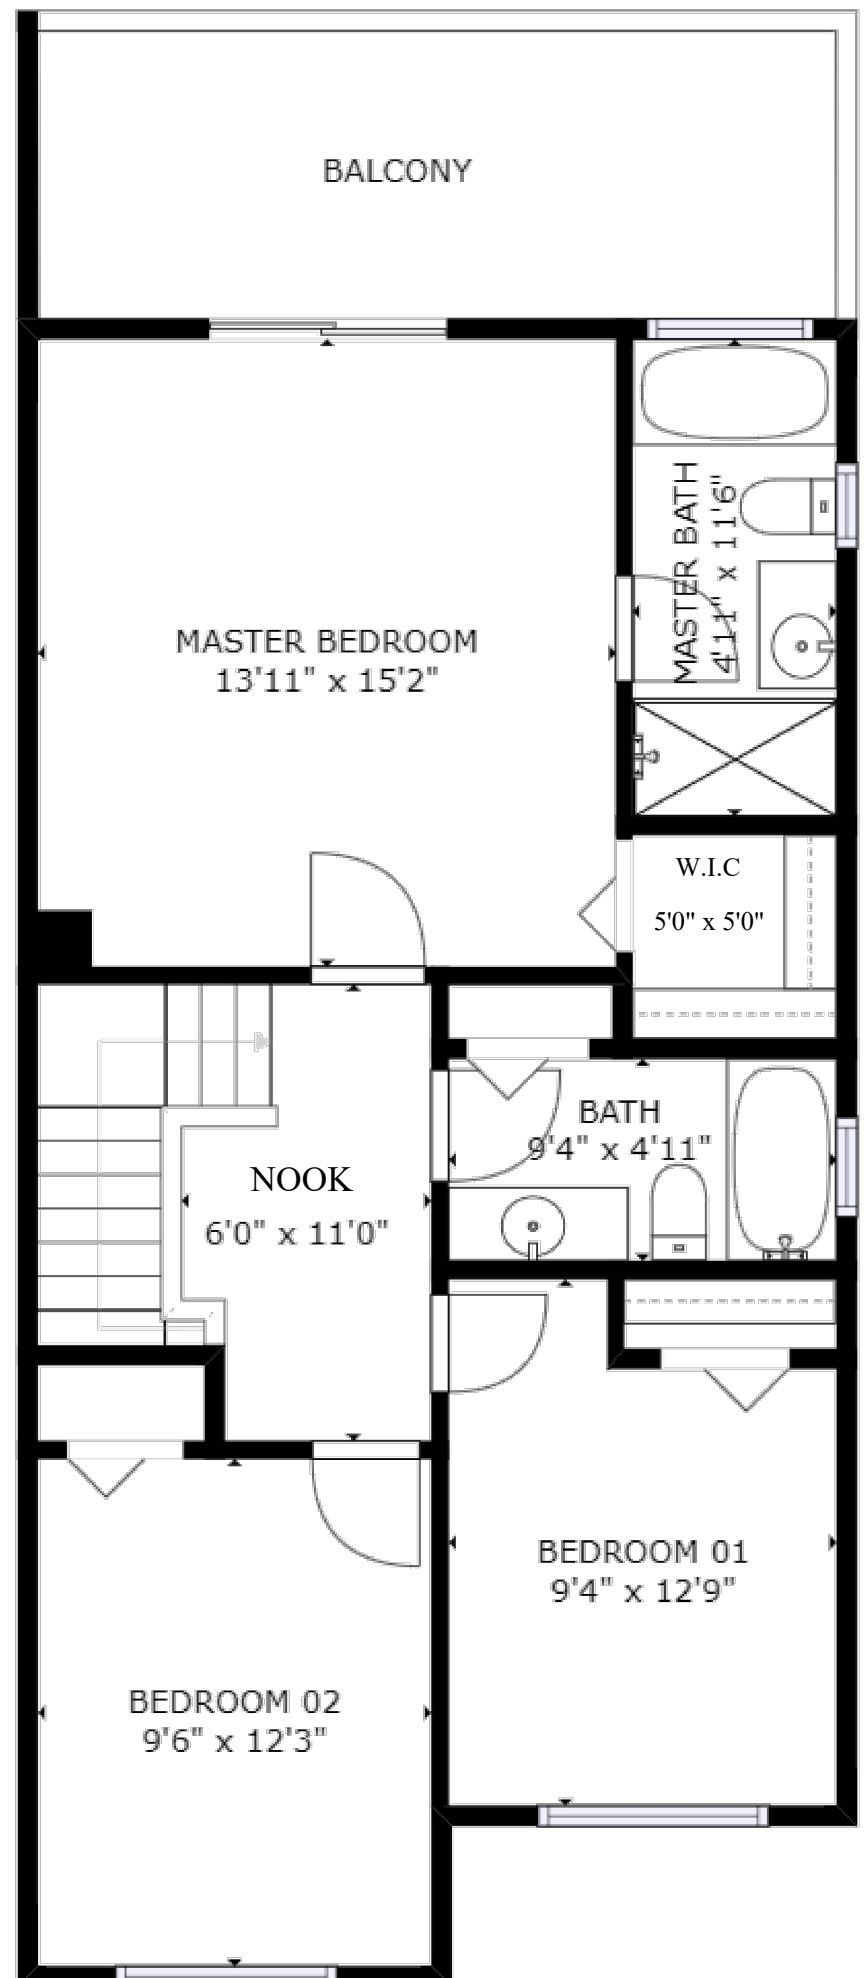 BALCONY
MASTER BATH
4'11" x 11'6"
MASTER BEDROOM
13'11" x 15'2"
W.I.C
5'0" x 5'0"
BATH
9'4" x 4'11"
NOOK
6'0" x 11'0"
BEDROOM 01
9'4" x 12'9"
BEDROOM 02
9'6" x 12'3"